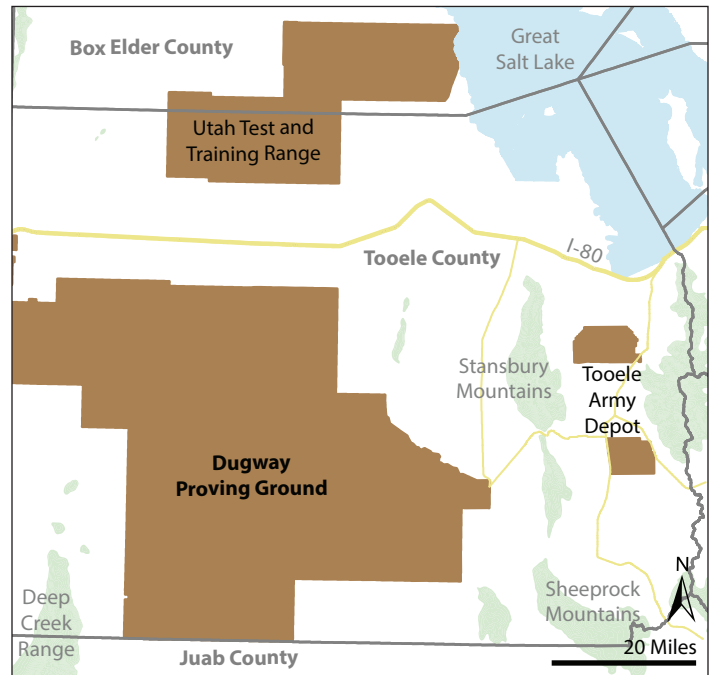 Box Elder County
Great
Salt Lake
Utah Test and
Training Range
I-80
Tooele County
Stansbury
Mountains
Tooele
Army
Depot
Dugway
Proving Ground
Deep
Creek
Range
Sheeprock
Mountains
N
20 Miles
Juab County